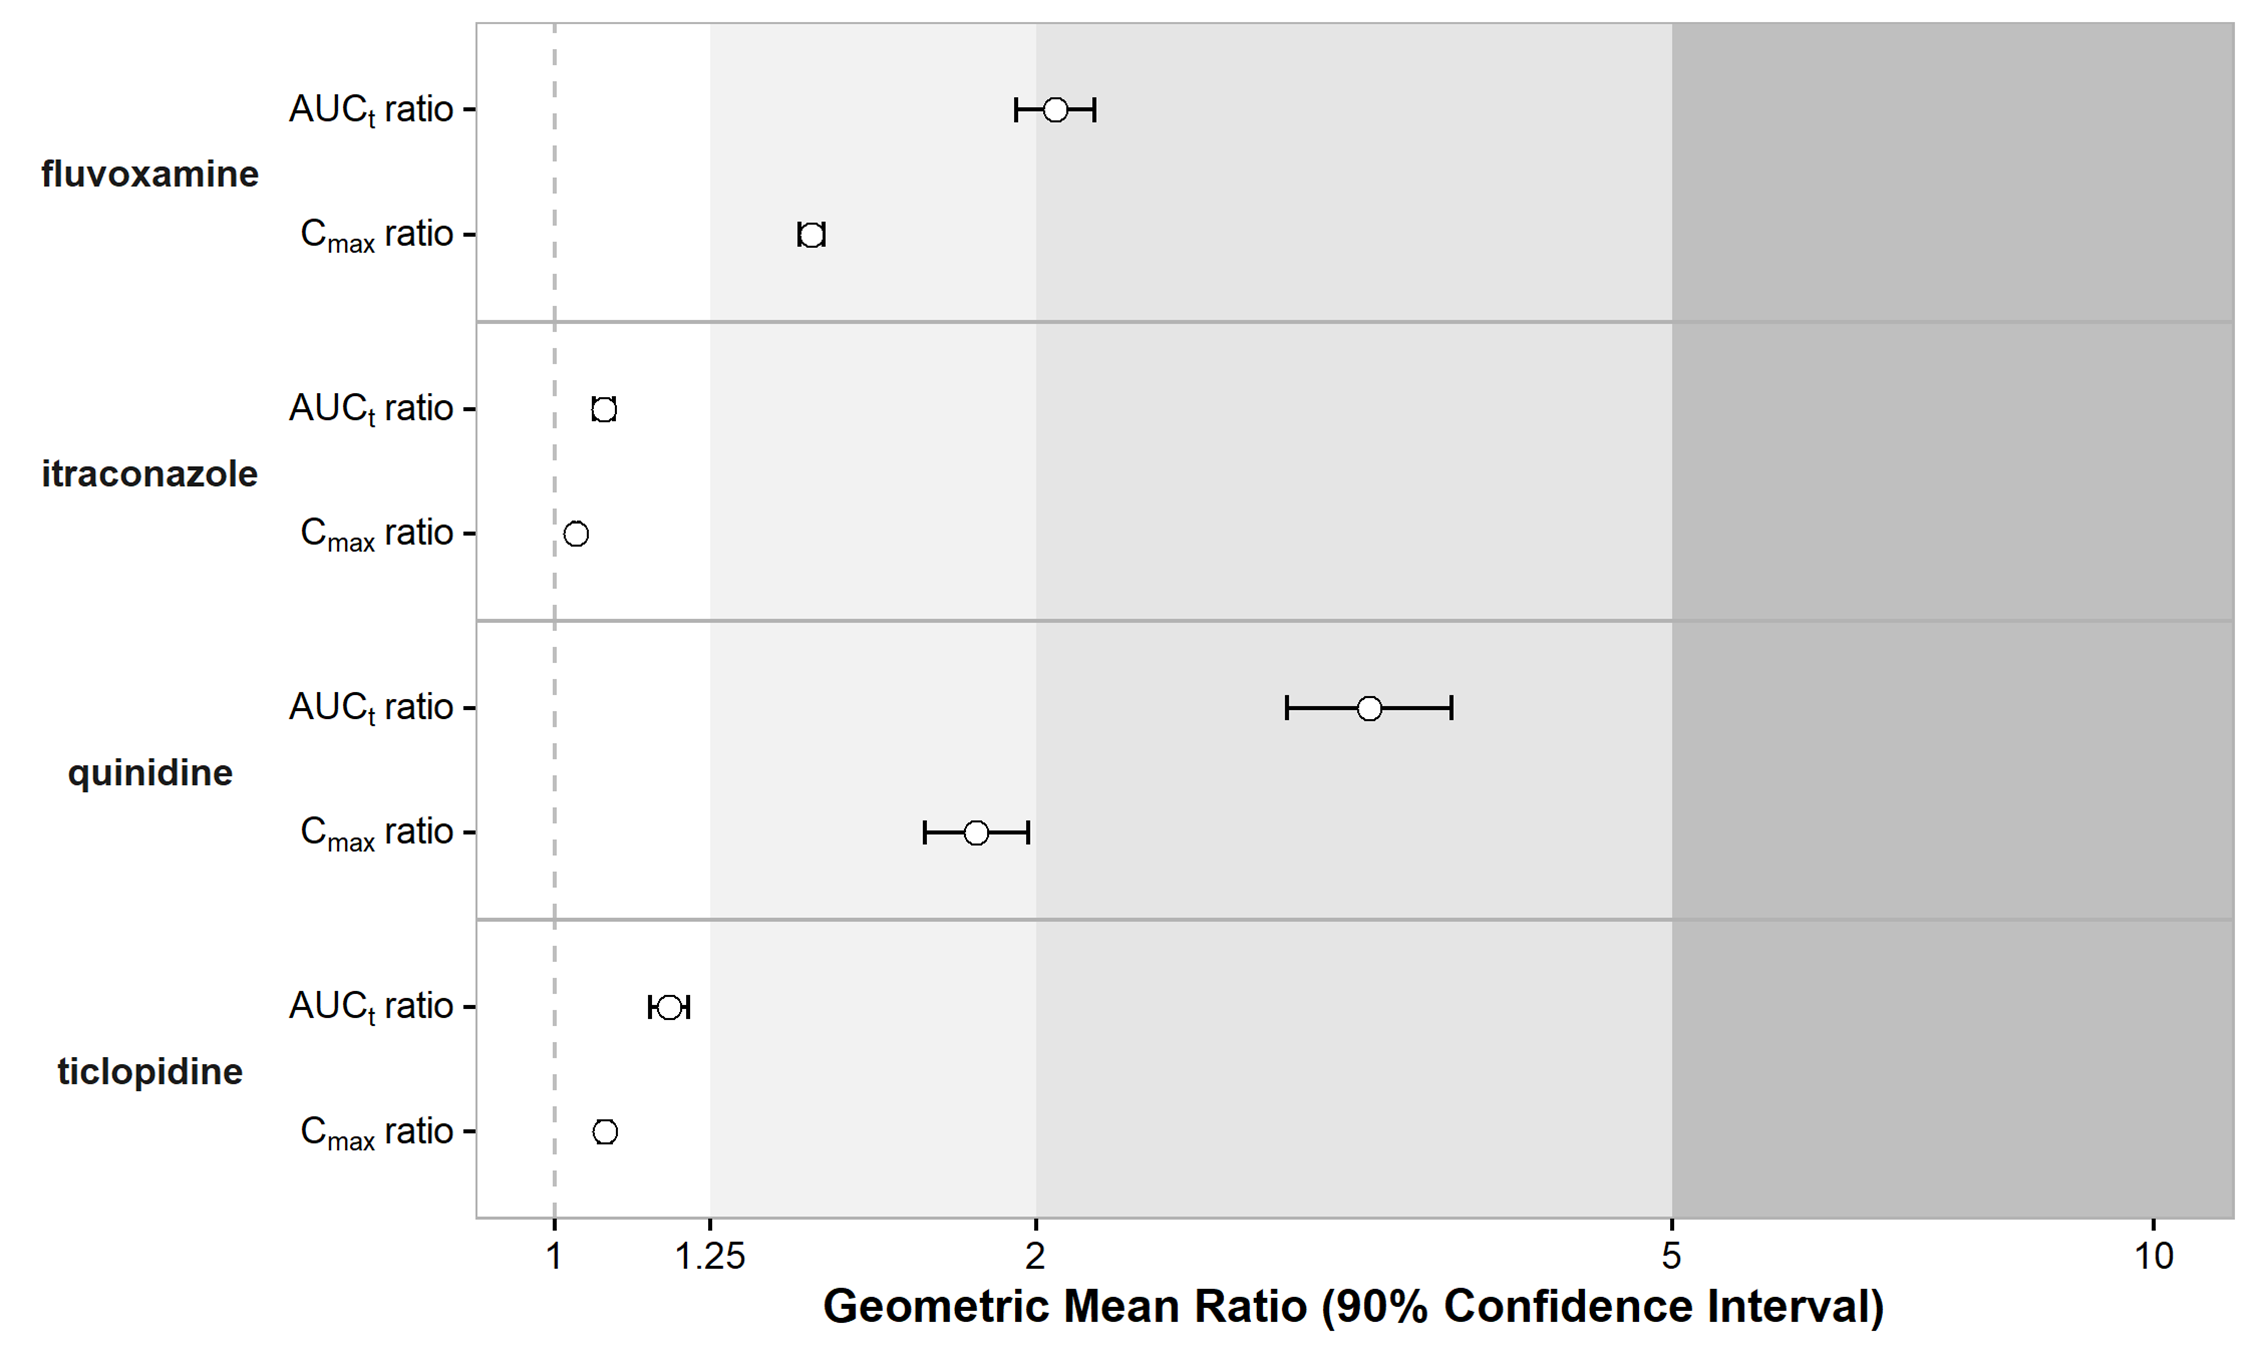 AUCt ratio
fluvoxamine
Cmax ratio
AUCt ratio
itraconazole
Cmax ratio
AUCt ratio
quinidine
Cmax ratio
AUCt ratio
ticlopidine
Cmax ratio
1 1.25 2 5 10
Geometric Mean Ratio (90% Confidence Interval)